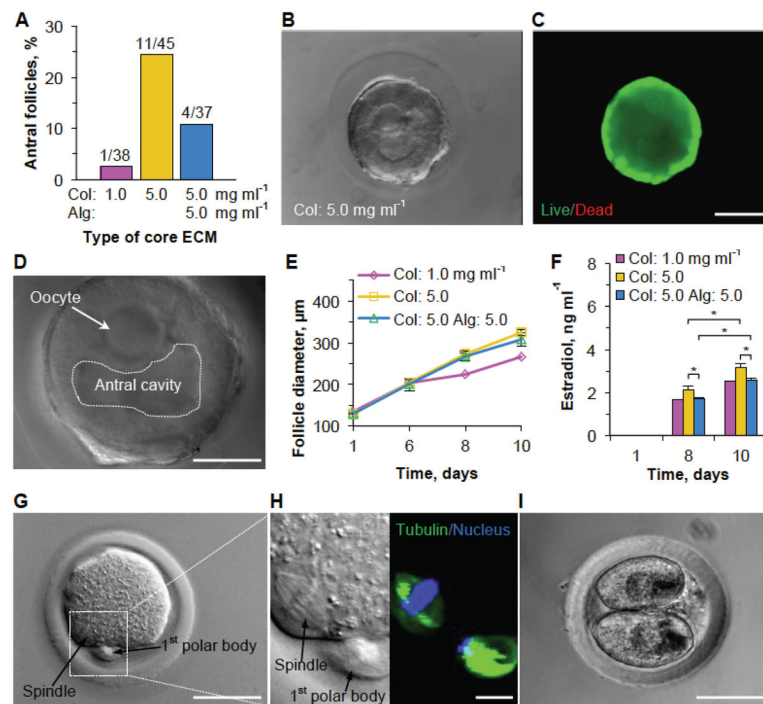 A
Antral follicles, %
30
20
10
0
1/38
11/45
4/37
Col: 1.0 5.0 5.0 mg ml⁻¹
Alg: 5.0 mg ml⁻¹
Type of core ECM
B
Col: 5.0 mg ml⁻¹
C
Live/Dead
D
Oocyte
Antral cavity
E
Follicle diameter, µm
400
300
200
100
Col: 1.0 mg ml⁻¹
Col: 5.0
Col: 5.0 Alg: 5.0
1 6 8 10
Time, days
F
Estradiol, ng ml⁻¹
8
6
4
2
0
Col: 1.0 mg ml⁻¹
Col: 5.0
Col: 5.0 Alg: 5.0
*
*
*
*
1 8 10
Time, days
G
1st polar body
Spindle
H
Spindle
1st polar body
Tubulin/Nucleus
I